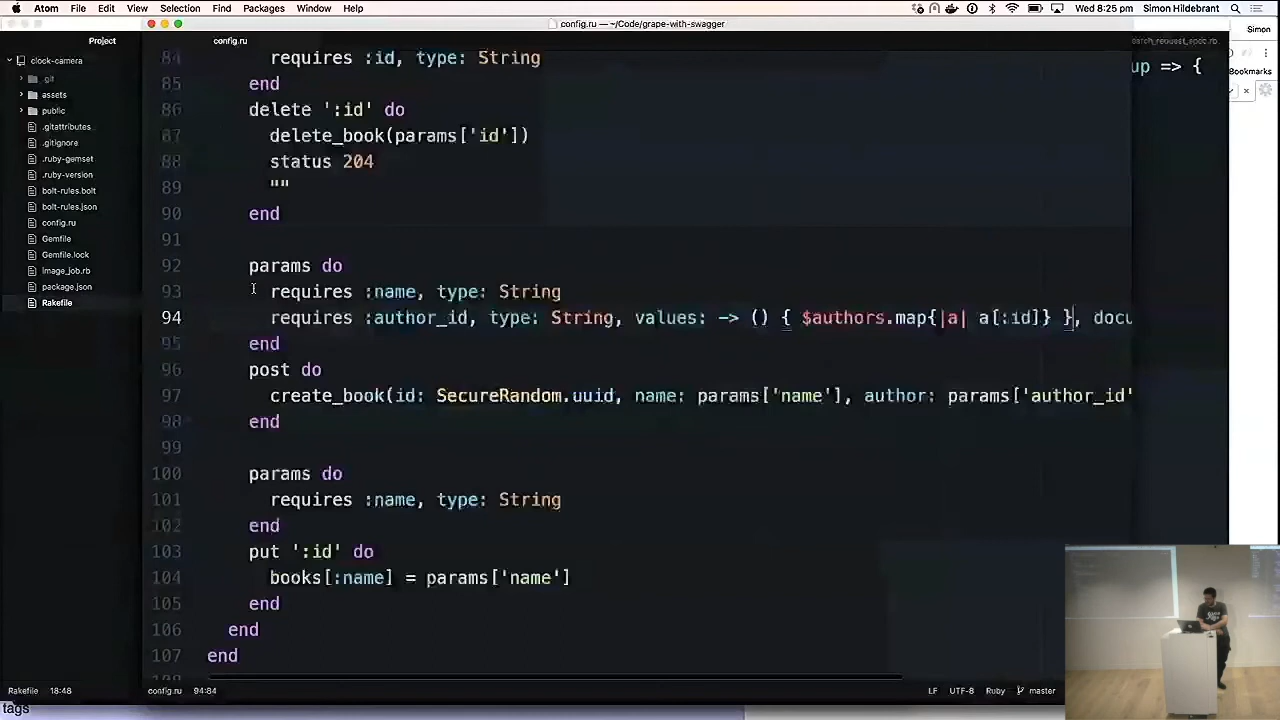 Atom File Edit View Selection Find Packages Window Help Wed 8:25 pm Simon Hildebrant
config.ru — ~/Code/grape-with-swagger
Project
config.ru
Simon
Bookmarks
up => {
clock-camera
.git
assets
public
.gitattributes
.gitignore
.ruby-gemset
.ruby-version
bolt-rules.bolt
bolt-rules.json
config.ru
Gemfile
Gemfile.lock
image_job.rb
package.json
Rakefile
84 requires :id, type: String
85 end
86 delete ':id' do
87 delete_book(params['id'])
88 status 204
89 ""
90 end
91
92 params do
93 requires :name, type: String
94 requires :author_id, type: String, values: -> () { $authors.map{|a| a[:id]} }, docu
95 end
96 post do
97 create_book(id: SecureRandom.uuid, name: params['name'], author: params['author_id'
98 end
99
100 params do
101 requires :name, type: String
102 end
103 put ':id' do
104 books[:name] = params['name']
105 end
106 end
107 end
Rakefile 18:48 config.ru 94:84 LF UTF-8 Ruby master
tags